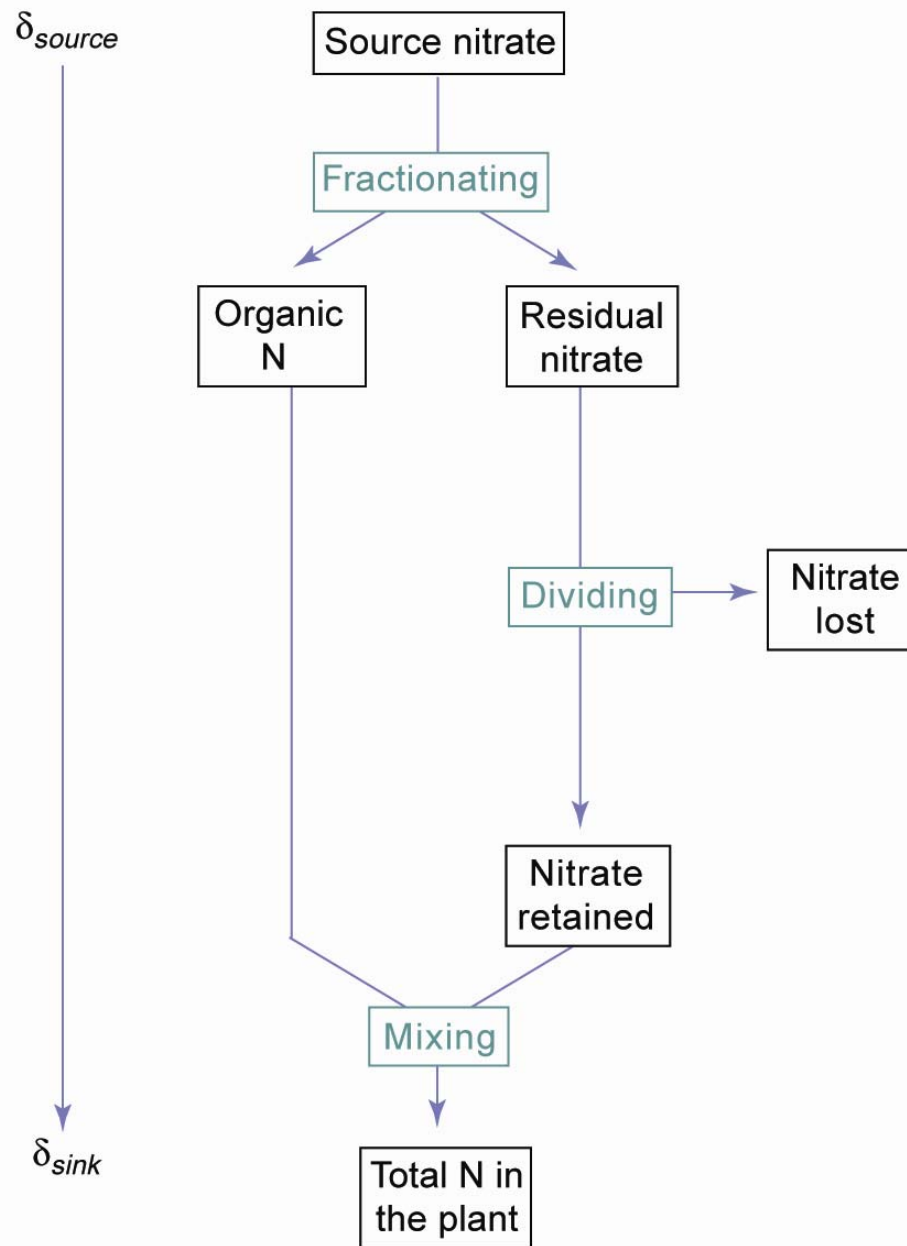 δsource
Source nitrate
Fractionating
Organic
N
Residual
nitrate
Dividing
Nitrate
lost
Nitrate
retained
Mixing
δsink
Total N in
the plant